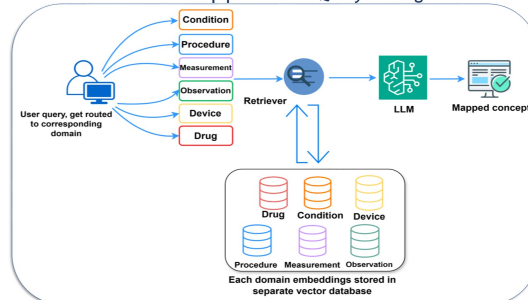 Condition
Procedure
Measurement
Observation
Device
Drug
User query, get routed
to corresponding
domain
Retriever
LLM
Mapped concept
Drug
Condition
Device
Procedure
Measurement
Observation
Each domain embeddings stored in
separate vector database